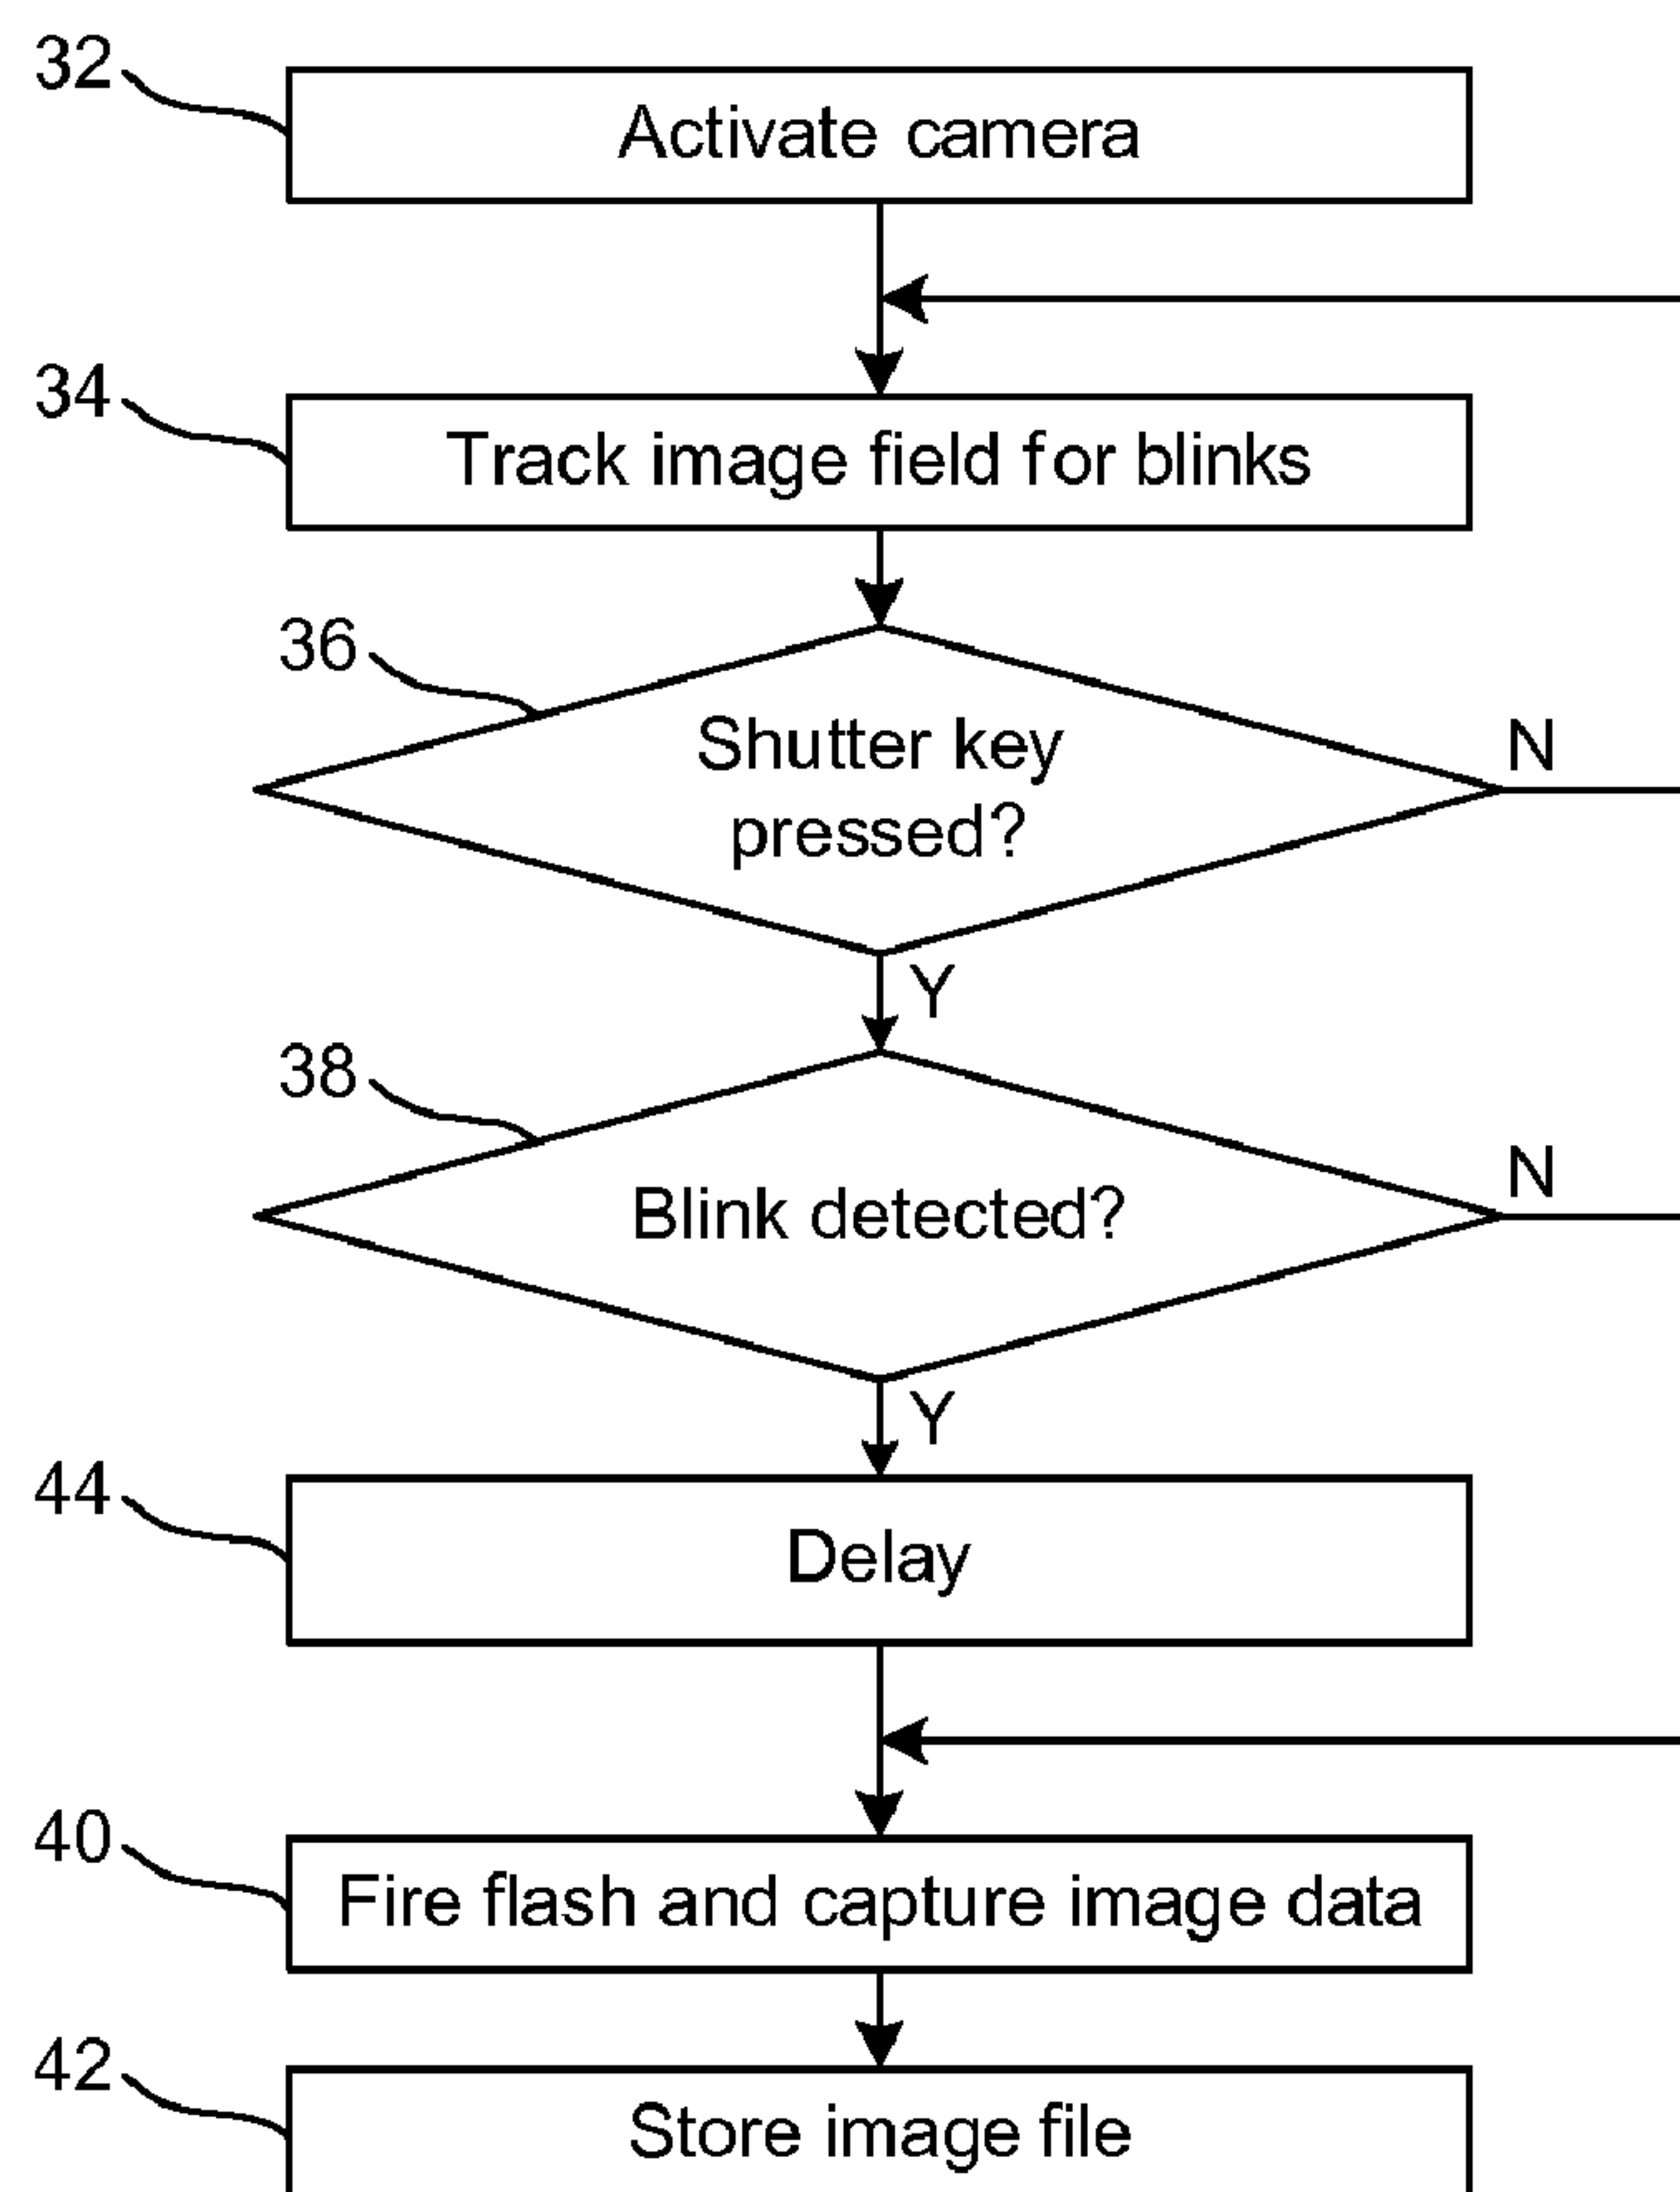 32
Activate camera
34
Track image field for blinks
36
Shutter key
pressed?
N
Y
38
Blink detected?
N
Y
44
Delay
40
Fire flash and capture image data
42
Store image file